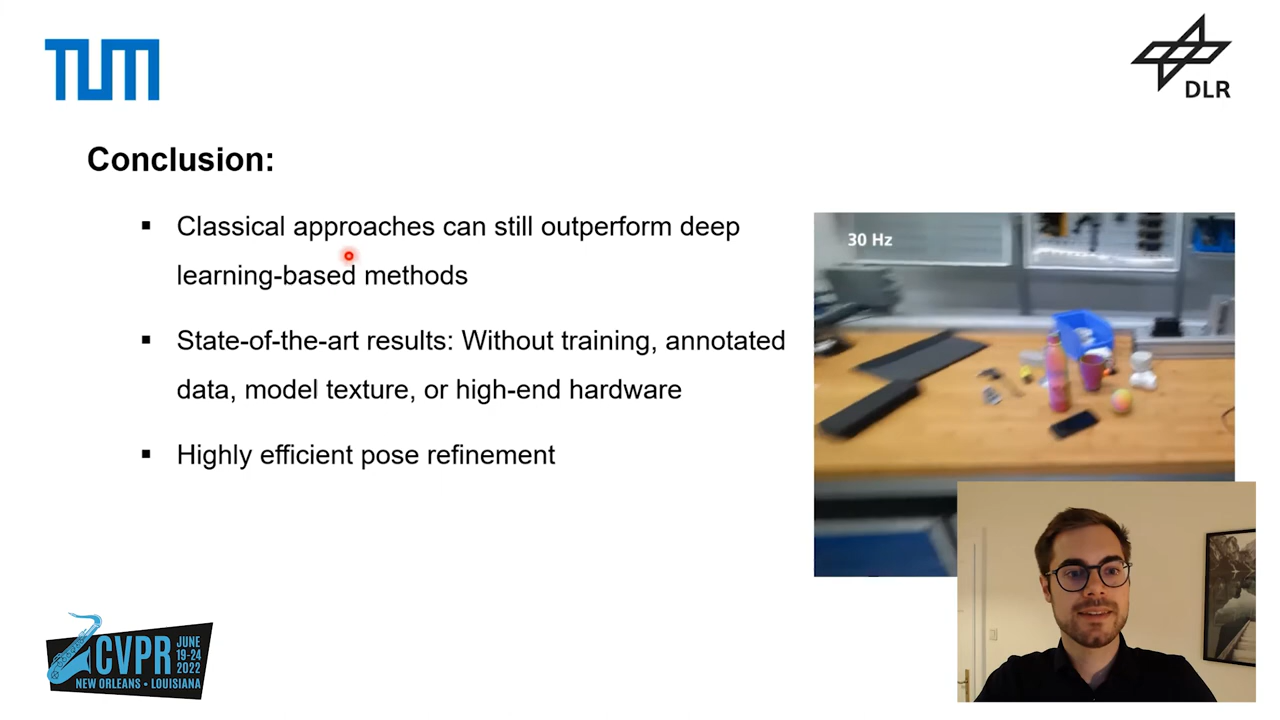 TUM
DLR
Conclusion:
▪ Classical approaches can still outperform deep
learning-based methods
▪ State-of-the-art results: Without training, annotated
data, model texture, or high-end hardware
▪ Highly efficient pose refinement
30 Hz
CVPR
JUNE
19-24
2022
NEW ORLEANS • LOUISIANA